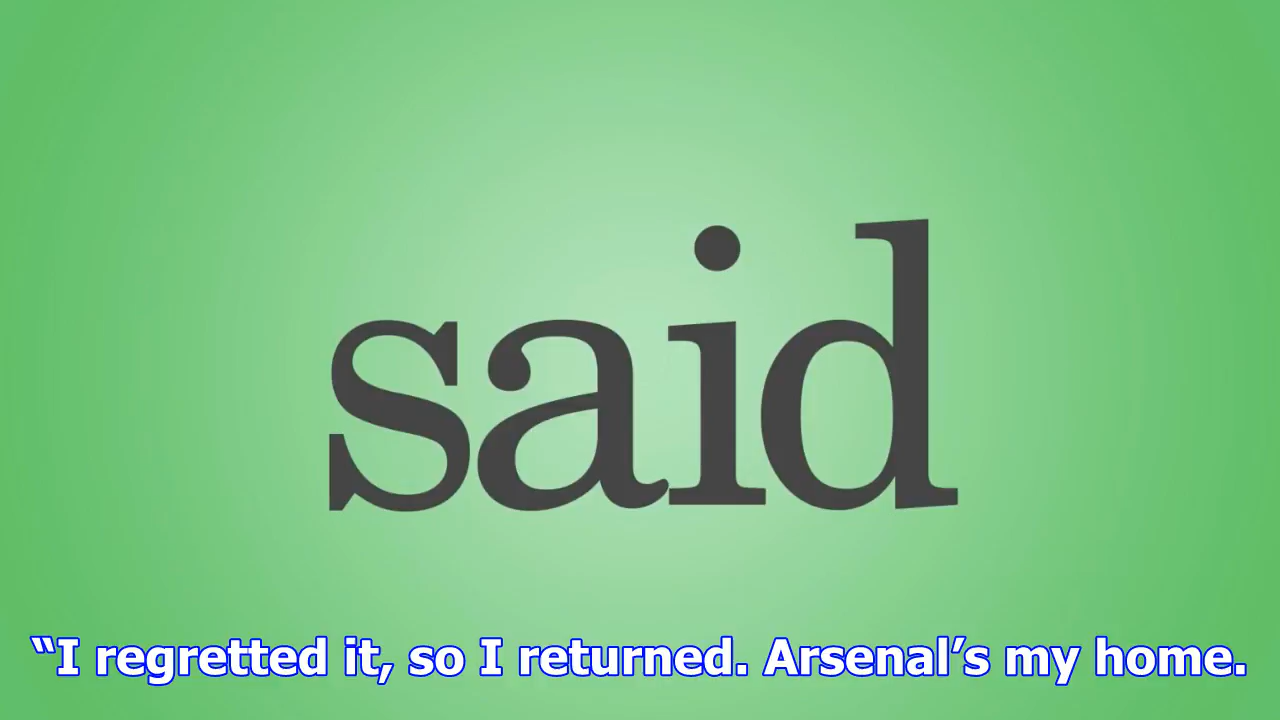 said
“I regretted it, so I returned. Arsenal’s my home.